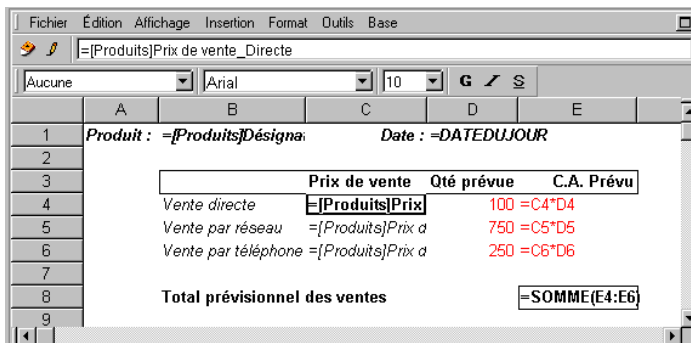 Fichier Édition Affichage Insertion Format Outils Base
=[Produits]Prix de vente_Directe
Aucune Arial 10 G I S
A B C D E
1 Produit : =[Produits]Désigna Date : =DATEDUJOUR
2
3 Prix de vente Qté prévue C.A. Prévu
4 Vente directe =[Produits]Prix 100 =C4*D4
5 Vente par réseau =[Produits]Prix d 750 =C5*D5
6 Vente par téléphone =[Produits]Prix d 250 =C6*D6
7
8 Total prévisionnel des ventes =SOMME(E4:E6)
9